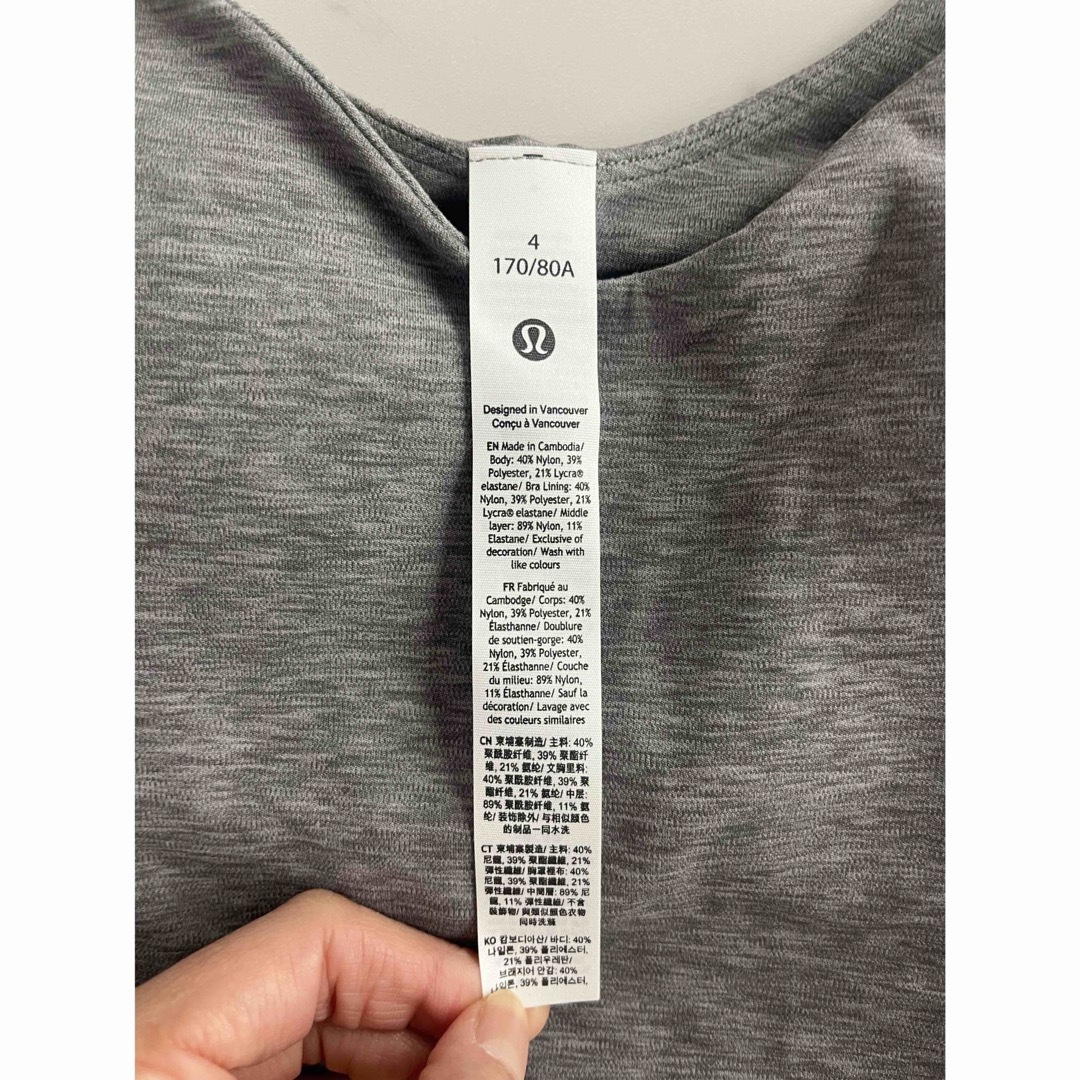 4
170/80A
Designed in Vancouver
Conçu à Vancouver
EN Made in Cambodia/
Body: 40% Nylon, 39%
Polyester, 21% Lycra®
elastane/ Bra Lining: 40%
Nylon, 39% Polyester, 21%
Lycra® elastane/ Middle
layer: 89% Nylon, 11%
Elastane/ Exclusive of
decoration/ Wash with
like colours
FR Fabriqué au
Cambodge/ Corps: 40%
Nylon, 39% Polyester, 21%
Élasthanne/ Doublure
de soutien-gorge: 40%
Nylon, 39% Polyester,
21% Élasthanne/ Couche
du milieu: 89% Nylon,
11% Élasthanne/ Sauf la
décoration/ Lavage avec
des couleurs similaires
CN 柬埔寨制造/ 主料: 40%
聚酰胺纤维, 39% 聚酯纤
维, 21% 氨纶/ 文胸里料:
40% 聚酰胺纤维, 39% 聚
酯纤维, 21% 氨纶/ 中层:
89% 聚酰胺纤维, 11% 氨
纶/ 装饰除外/ 与相似颜色
的制品一同水洗
CT 柬埔寨製造/ 主料: 40%
尼龍, 39% 聚酯纖維, 21%
彈性纖維/ 胸罩裡布: 40%
尼龍, 39% 聚酯纖維, 21%
彈性纖維/ 中間層: 89% 尼
龍, 11% 彈性纖維/ 不含
裝飾物/ 與類似顏色衣物
同時洗滌
KO 캄보디아산/ 바디: 40%
나일론, 39% 폴리에스터,
21% 폴리우레탄/
브래지어 안감: 40%
나일론, 39% 폴리에스터,